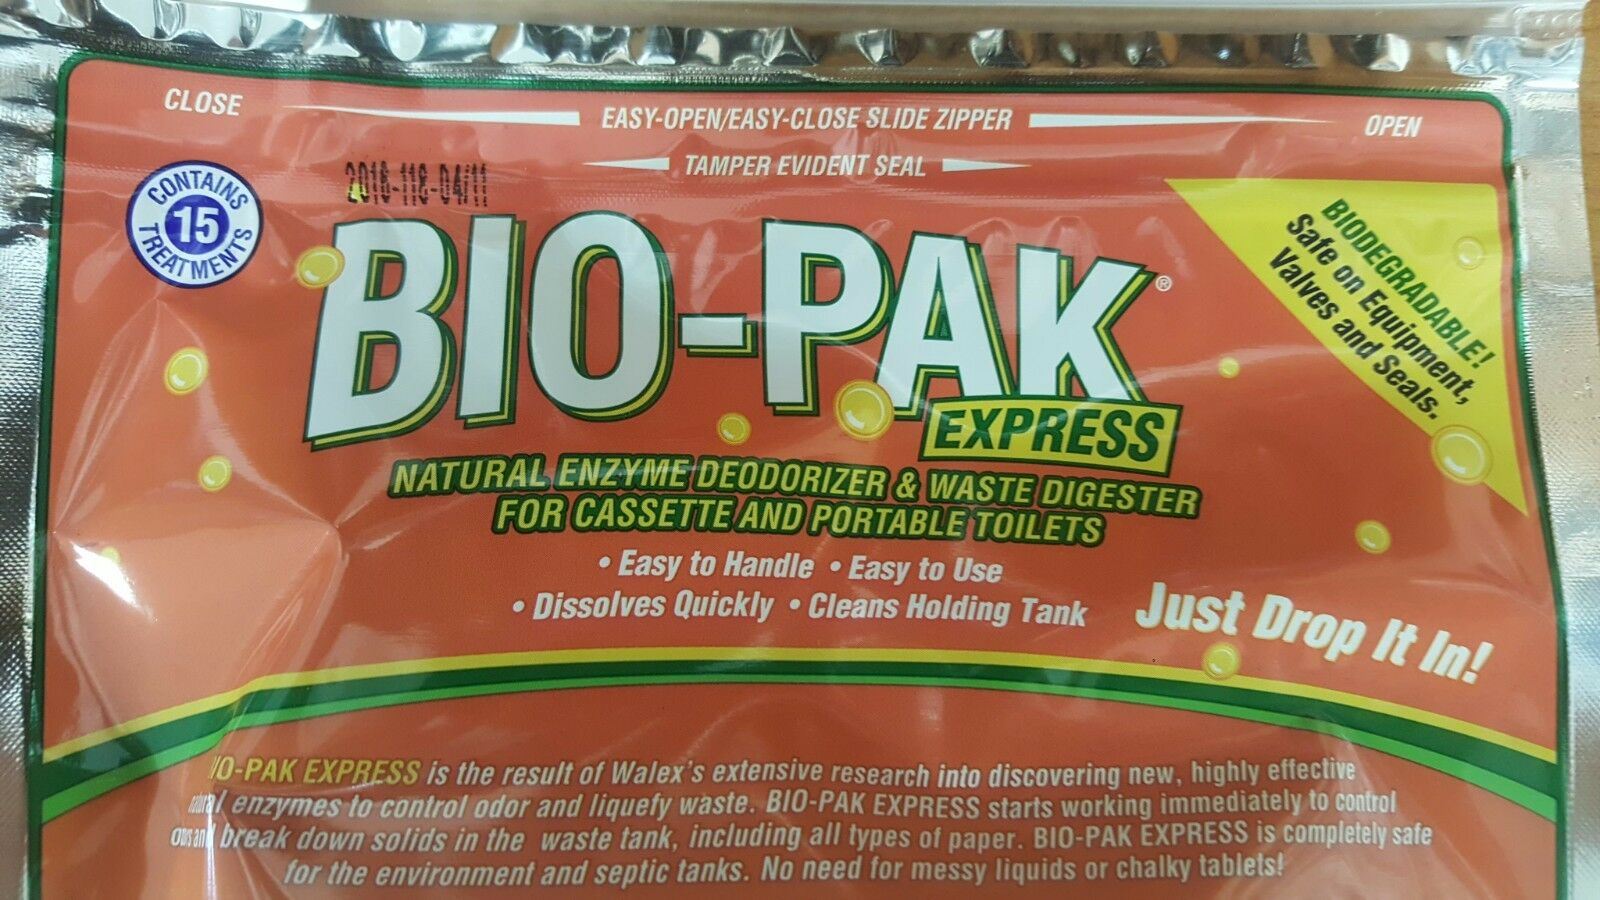 CLOSE EASY-OPEN/EASY-CLOSE SLIDE ZIPPER OPEN
TAMPER EVIDENT SEAL
CONTAINS
15
TREATMENTS
BIO-PAK®
EXPRESS
BIODEGRADABLE!
Safe on Equipment,
Valves and Seals.
NATURAL ENZYME DEODORIZER & WASTE DIGESTER
FOR CASSETTE AND PORTABLE TOILETS
• Easy to Handle • Easy to Use
• Dissolves Quickly • Cleans Holding Tank
Just Drop It In!
IO-PAK EXPRESS is the result of Walex's extensive research into discovering new, highly effective
natural enzymes to control odor and liquefy waste. BIO-PAK EXPRESS starts working immediately to control
break down solids in the waste tank, including all types of paper. BIO-PAK EXPRESS is completely safe
for the environment and septic tanks. No need for messy liquids or chalky tablets!